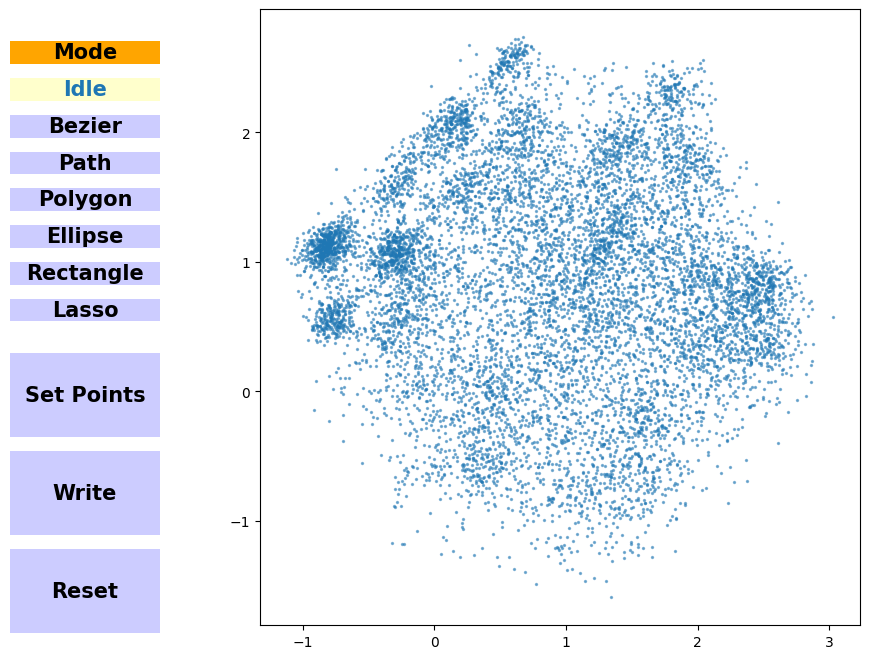 Mode
Idle
Bezier
Path
Polygon
Ellipse
Rectangle
Lasso
Set Points
Write
Reset
2
1
0
−1
−1 0 1 2 3